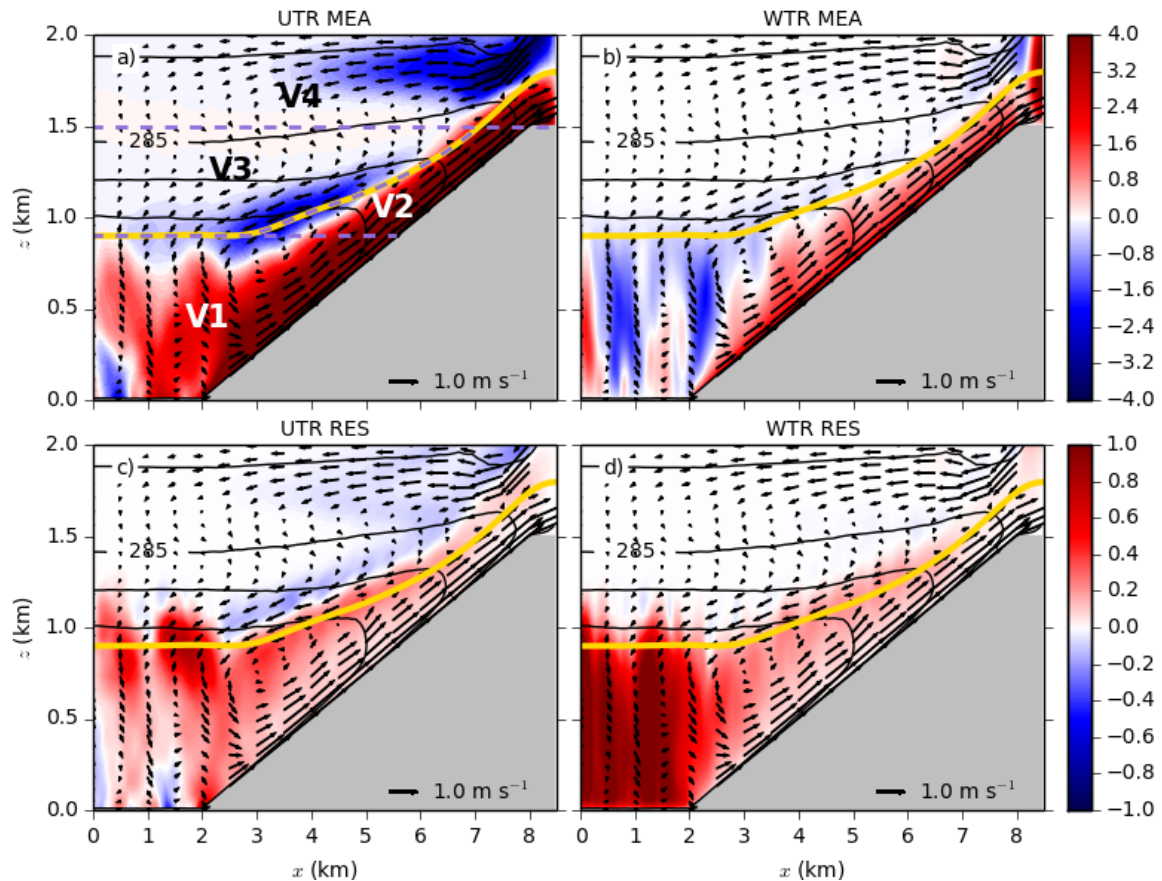 UTR MEA
WTR MEA
a)
b)
V4
285
V3
V2
V1
1.0 m s⁻¹
285
1.0 m s⁻¹
z (km)
2.0
1.5
1.0
0.5
0.0
4.0
3.2
2.4
1.6
0.8
0.0
−0.8
−1.6
−2.4
−3.2
−4.0
UTR RES
WTR RES
c)
d)
285
1.0 m s⁻¹
285
1.0 m s⁻¹
z (km)
2.0
1.5
1.0
0.5
0.0
1.0
0.8
0.6
0.4
0.2
0.0
−0.2
−0.4
−0.6
−0.8
−1.0
0 1 2 3 4 5 6 7 8
0 1 2 3 4 5 6 7 8
x (km)
x (km)